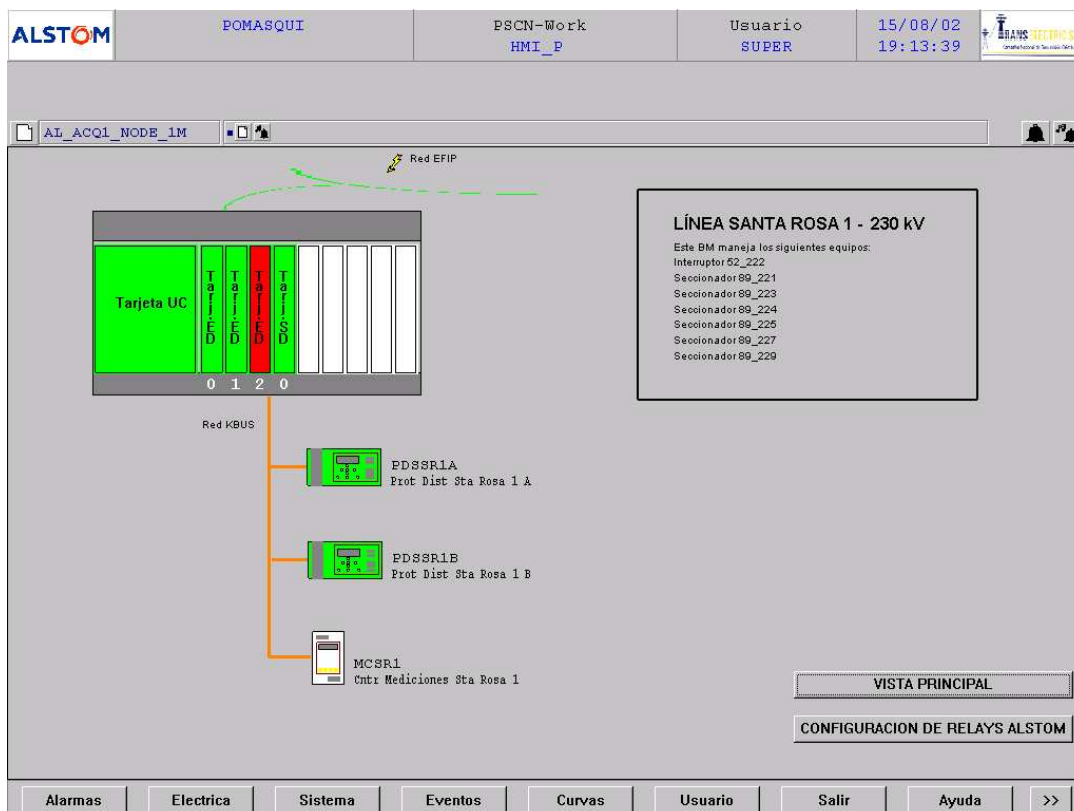 ALSTOM
POMASQUI
PSCN-Work
HMI_P
Usuario
SUPER
15/08/02
19:13:39
TRANSELECTRIC S
AL_ACQ1_NODE_1M
Red EFIP
LÍNEA SANTA ROSA 1 - 230 kV
Este BM maneja los siguientes equipos:
Interruptor 52_222
Seccionador 89_221
Seccionador 89_223
Seccionador 89_224
Seccionador 89_225
Seccionador 89_227
Seccionador 89_229
Tarjeta UC
Tarj.ED
Tarj.ED
Tarj.ED
Tarj.SD
0 1 2 0
Red KBUS
PDSSR1A
Prot Dist Sta Rosa 1 A
PDSSR1B
Prot Dist Sta Rosa 1 B
MCSR1
Cntr Mediciones Sta Rosa 1
VISTA PRINCIPAL
CONFIGURACION DE RELAYS ALSTOM
Alarmas Electrica Sistema Eventos Curvas Usuario Salir Ayuda >>